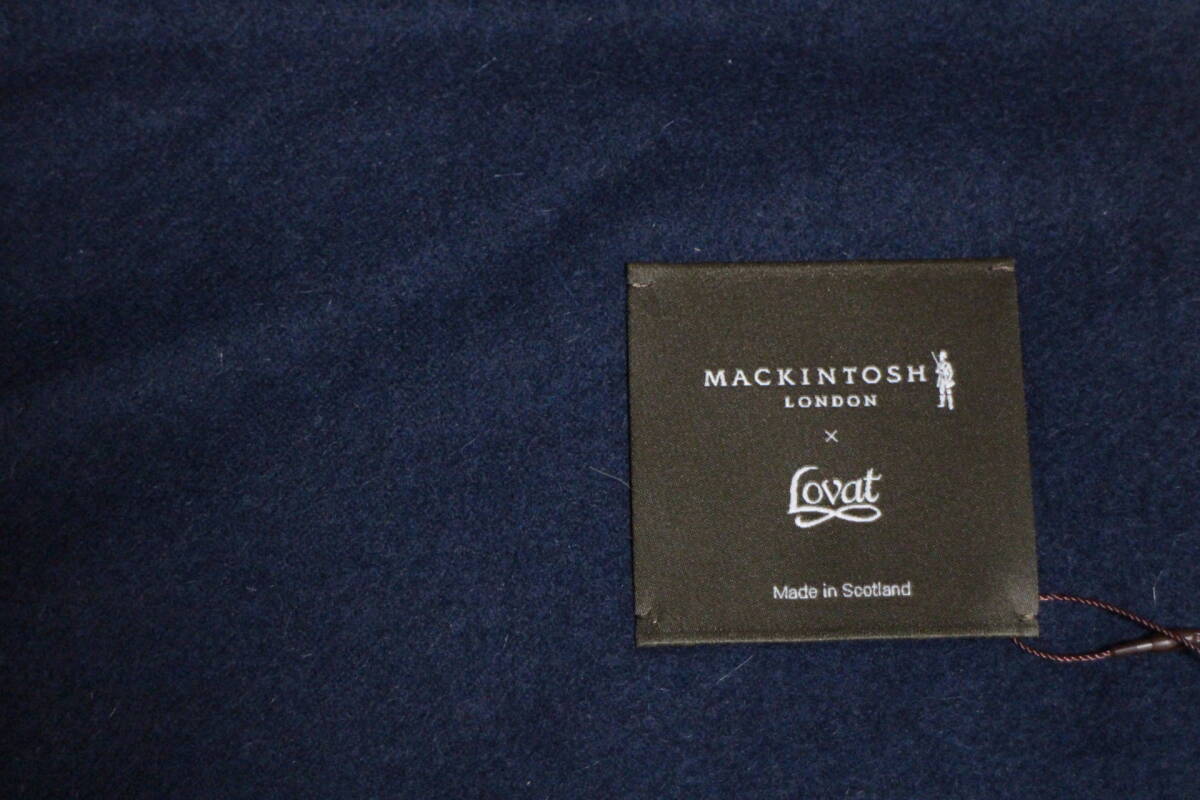 MACKINTOSH
LONDON
×
Lovat
Made in Scotland